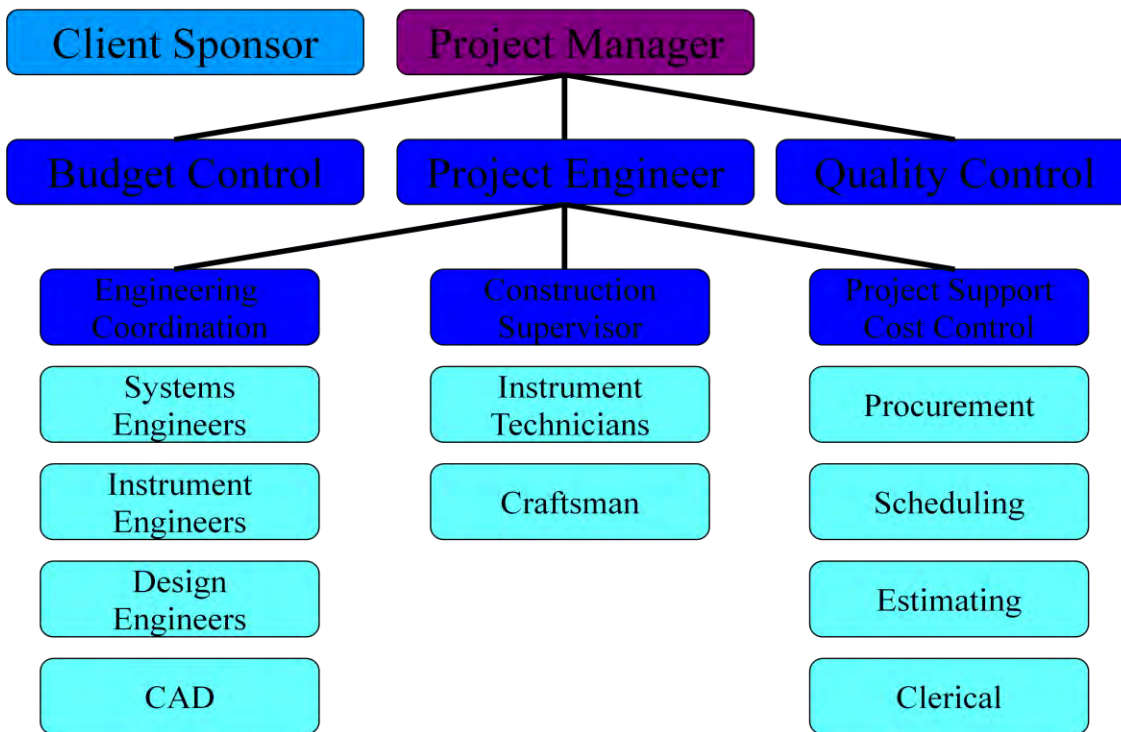 Client Sponsor
Project Manager
Budget Control
Project Engineer
Quality Control
Engineering
Coordination
Construction
Supervisor
Project Support
Cost Control
Systems
Engineers
Instrument
Technicians
Procurement
Instrument
Engineers
Craftsman
Scheduling
Design
Engineers
Estimating
CAD
Clerical